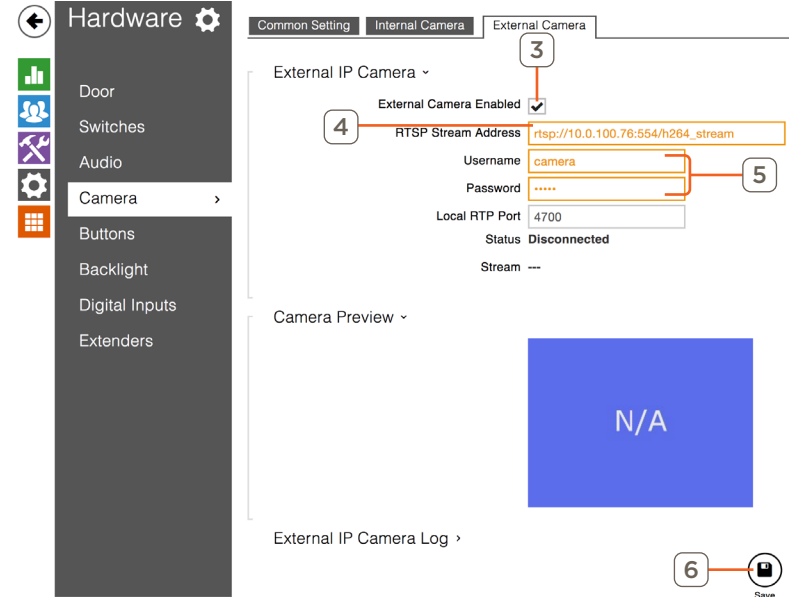 Hardware
Common Setting Internal Camera External Camera
3
External IP Camera
Door
External Camera Enabled
Switches
4 RTSP Stream Address rtsp://10.0.100.76:554/h264_stream
Audio
Username camera
5
Password •••••
Camera
Local RTP Port 4700
Buttons
Status Disconnected
Backlight
Stream ---
Digital Inputs
Camera Preview
Extenders
N/A
External IP Camera Log
6
Save